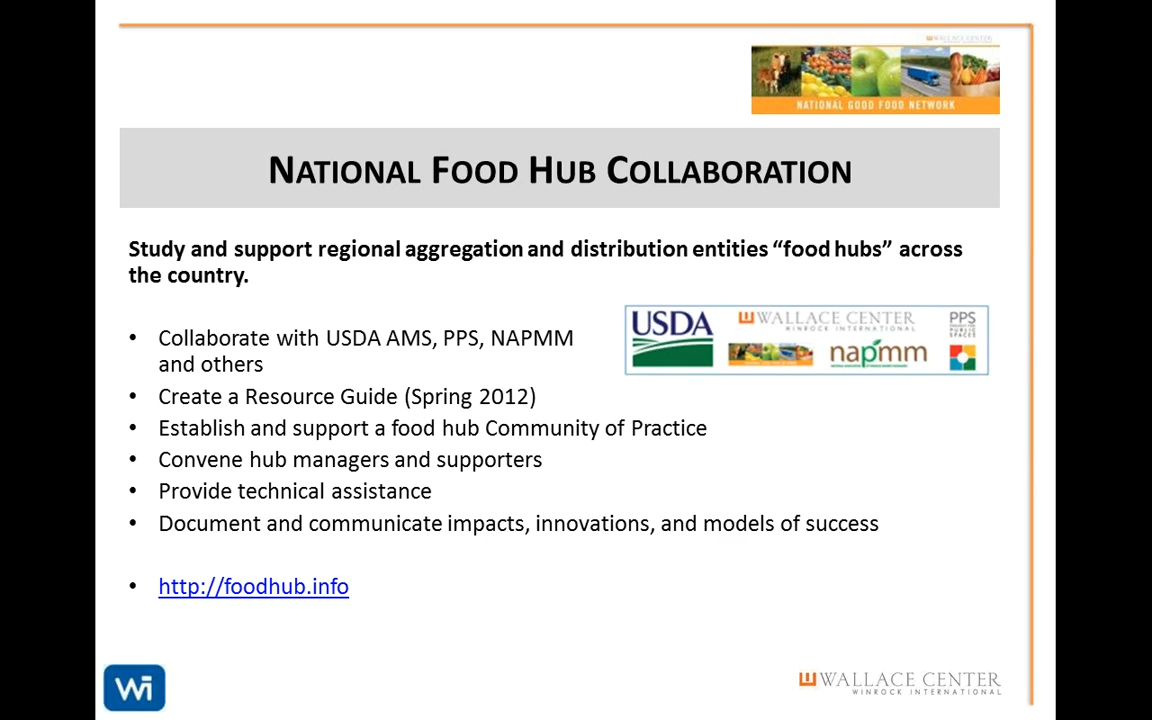 WALLACE CENTER
NATIONAL GOOD FOOD NETWORK
NATIONAL FOOD HUB COLLABORATION
Study and support regional aggregation and distribution entities “food hubs” across
the country.
• Collaborate with USDA AMS, PPS, NAPMM
and others
• Create a Resource Guide (Spring 2012)
• Establish and support a food hub Community of Practice
• Convene hub managers and supporters
• Provide technical assistance
• Document and communicate impacts, innovations, and models of success
• http://foodhub.info
USDA
WALLACE CENTER
WINROCK INTERNATIONAL
napmm
PPS
PROJECT FOR
PUBLIC
SPACES
Wi
WALLACE CENTER
WINROCK INTERNATIONAL